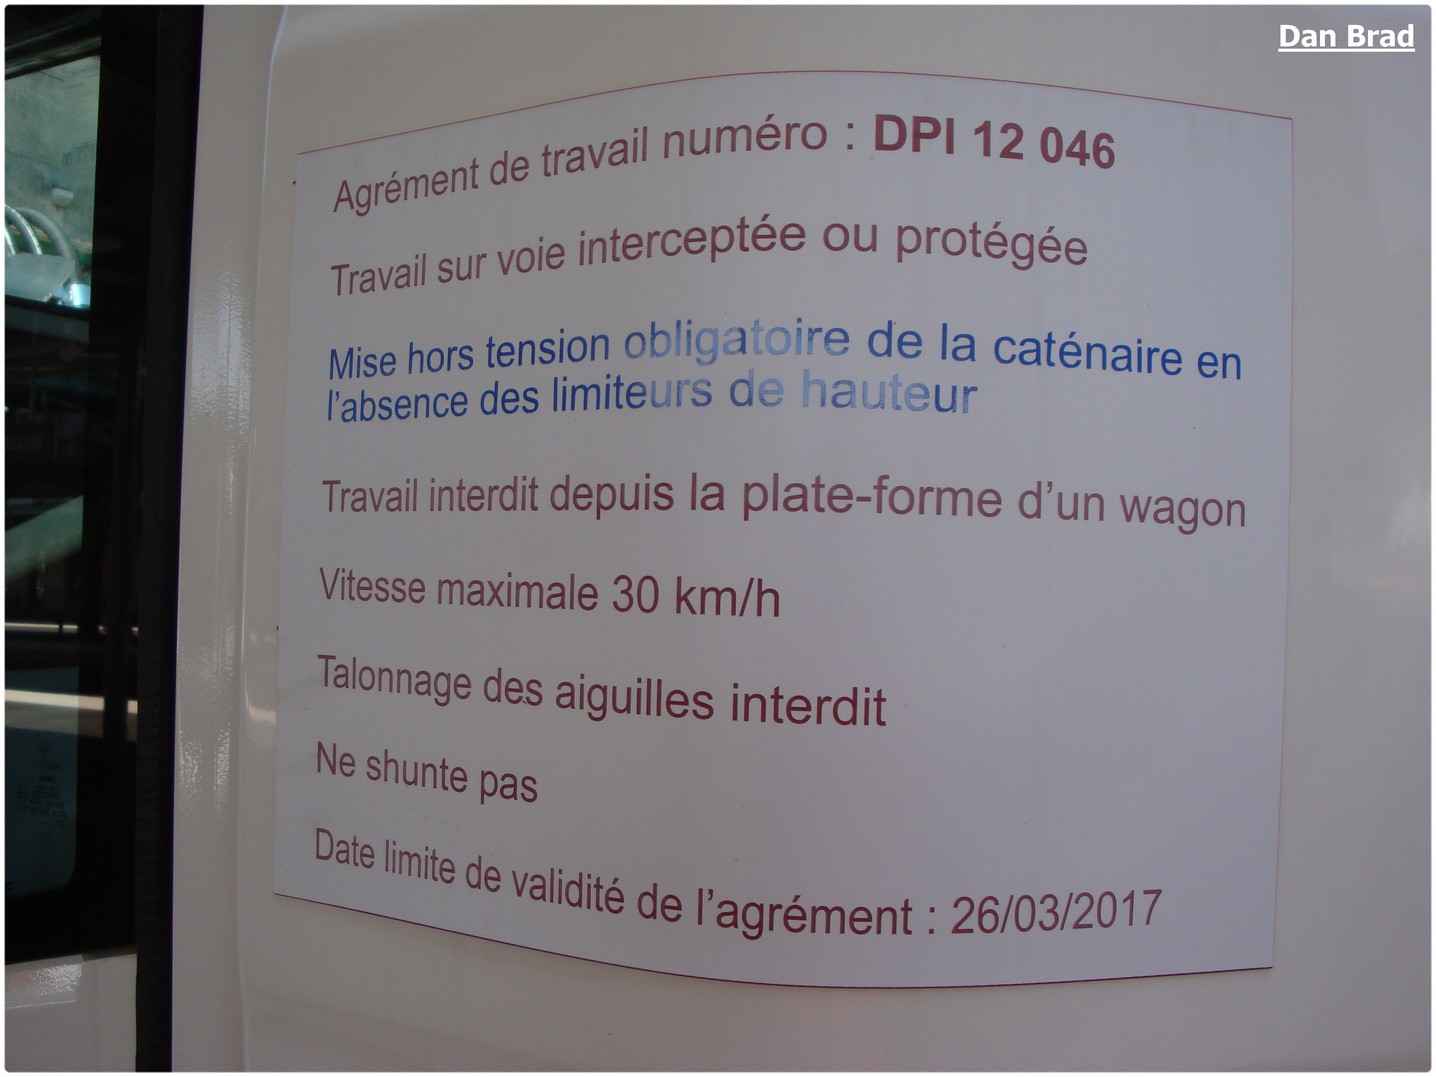 Dan Brad
Agrément de travail numéro : DPI 12 046
Travail sur voie interceptée ou protégée
Mise hors tension obligatoire de la caténaire en
l'absence des limiteurs de hauteur
Travail interdit depuis la plate-forme d'un wagon
Vitesse maximale 30 km/h
Talonnage des aiguilles interdit
Ne shunte pas
Date limite de validité de l'agrément : 26/03/2017